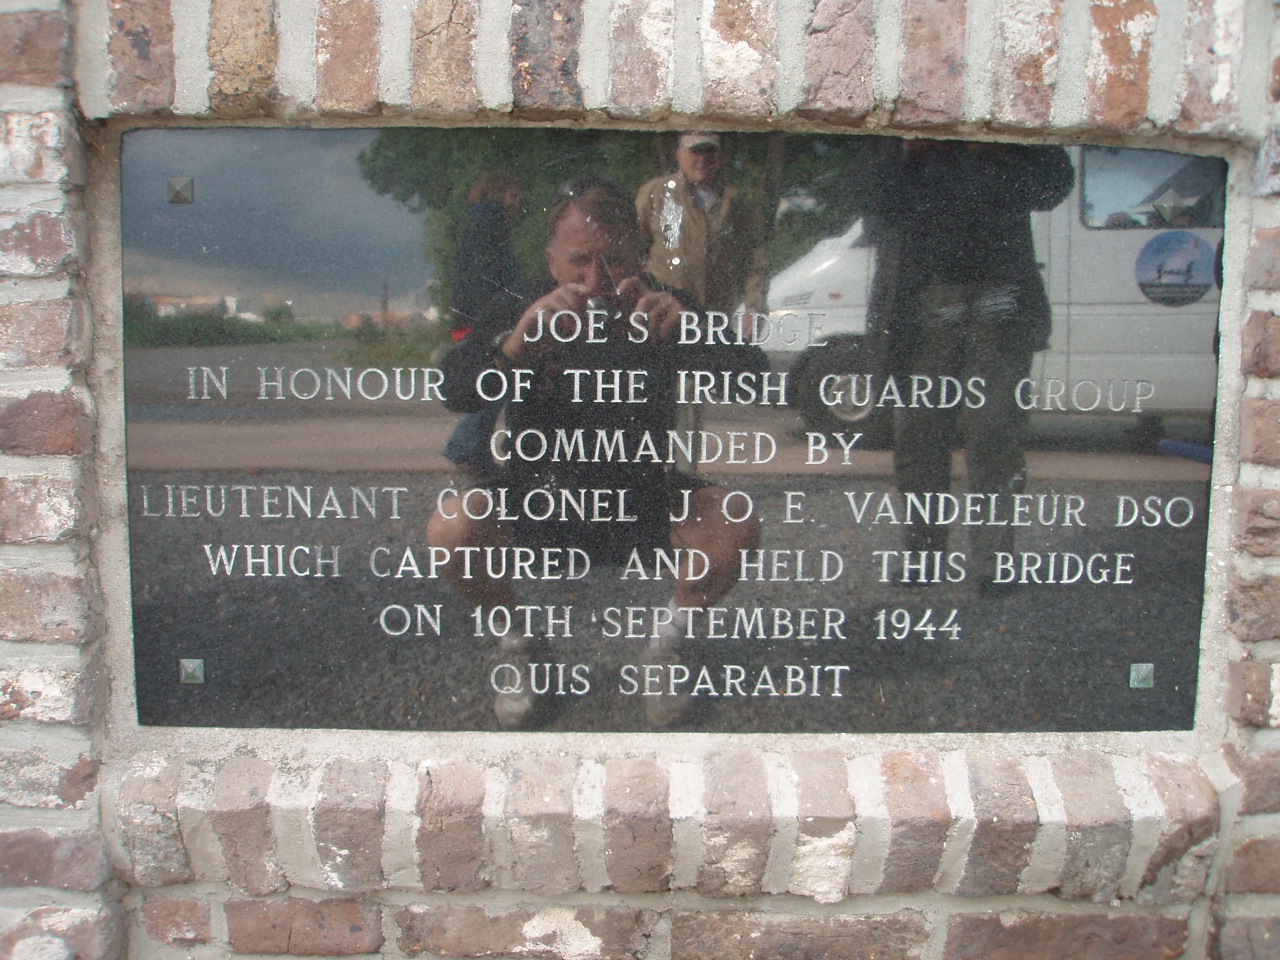 JOE'S BRIDGE
IN HONOUR OF THE IRISH GUARDS GROUP
COMMANDED BY
LIEUTENANT COLONEL J. O. E. VANDELEUR DSO
WHICH CAPTURED AND HELD THIS BRIDGE
ON 10TH SEPTEMBER 1944
QUIS SEPARABIT